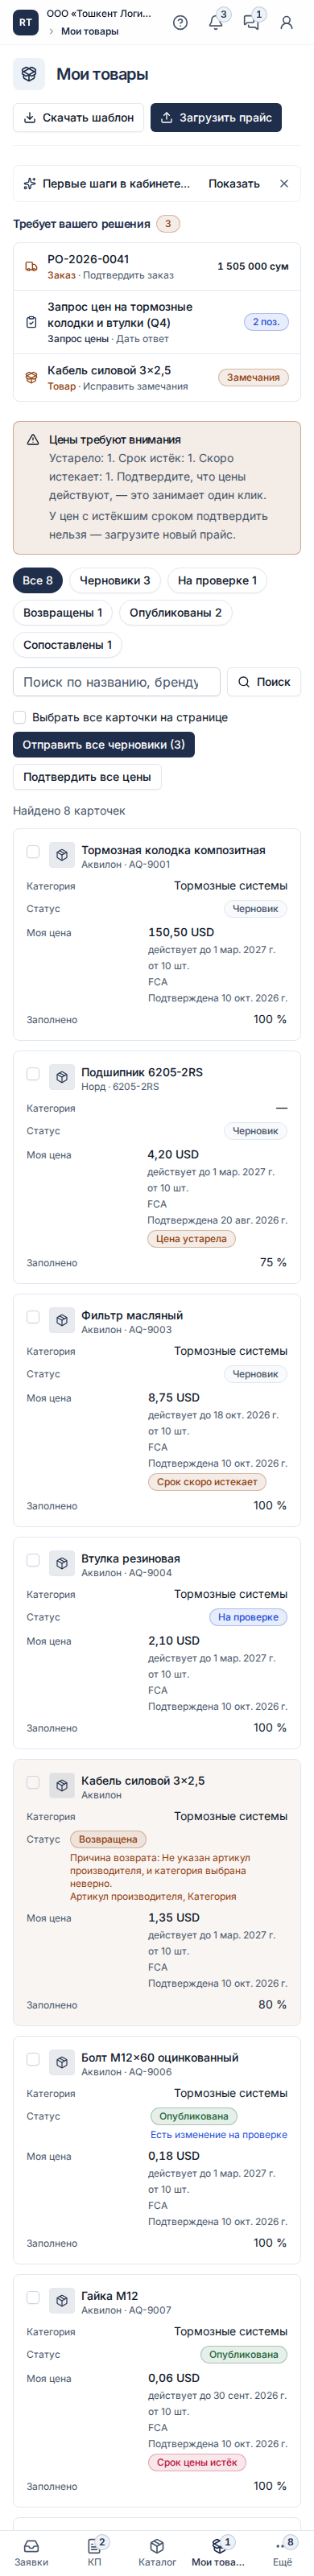 RT
ООО «Тошкент Логи...
3
1
Мои товары
Мои товары
Скачать шаблон
Загрузить прайс
Первые шаги в кабинете...
Показать
Требует вашего решения 3
PO-2026-0041
1 505 000 сум
Заказ · Подтвердить заказ
Запрос цен на тормозные
колодки и втулки (Q4)
2 поз.
Запрос цены · Дать ответ
Кабель силовой 3×2,5
Замечания
Товар · Исправить замечания
Цены требуют внимания
Устарело: 1. Срок истёк: 1. Скоро
истекает: 1. Подтвердите, что цены
действуют, — это занимает один клик.
У цен с истёкшим сроком подтвердить
нельзя — загрузите новый прайс.
Все 8
Черновики 3
На проверке 1
Возвращены 1
Опубликованы 2
Сопоставлены 1
Поиск по названию, бренду
Поиск
Выбрать все карточки на странице
Отправить все черновики (3)
Подтвердить все цены
Найдено 8 карточек
Тормозная колодка композитная
Аквилон · AQ-9001
Категория
Тормозные системы
Статус
Черновик
Моя цена
150,50 USD
действует до 1 мар. 2027 г.
от 10 шт.
FCA
Подтверждена 10 окт. 2026 г.
Заполнено
100 %
Подшипник 6205-2RS
Норд · 6205-2RS
Категория
—
Статус
Черновик
Моя цена
4,20 USD
действует до 1 мар. 2027 г.
от 10 шт.
FCA
Подтверждена 20 авг. 2026 г.
Цена устарела
Заполнено
75 %
Фильтр масляный
Аквилон · AQ-9003
Категория
Тормозные системы
Статус
Черновик
Моя цена
8,75 USD
действует до 18 окт. 2026 г.
от 10 шт.
FCA
Подтверждена 10 окт. 2026 г.
Срок скоро истекает
Заполнено
100 %
Втулка резиновая
Аквилон · AQ-9004
Категория
Тормозные системы
Статус
На проверке
Моя цена
2,10 USD
действует до 1 мар. 2027 г.
от 10 шт.
FCA
Подтверждена 10 окт. 2026 г.
Заполнено
100 %
Кабель силовой 3×2,5
Аквилон
Категория
Тормозные системы
Статус
Возвращена
Причина возврата: Не указан артикул
производителя, и категория выбрана
неверно.
Артикул производителя, Категория
Моя цена
1,35 USD
действует до 1 мар. 2027 г.
от 10 шт.
FCA
Подтверждена 10 окт. 2026 г.
Заполнено
80 %
Болт М12×60 оцинкованный
Аквилон · AQ-9006
Категория
Тормозные системы
Статус
Опубликована
Есть изменение на проверке
Моя цена
0,18 USD
действует до 1 мар. 2027 г.
от 10 шт.
FCA
Подтверждена 10 окт. 2026 г.
Заполнено
100 %
Гайка М12
Аквилон · AQ-9007
Категория
Тормозные системы
Статус
Опубликована
Моя цена
0,06 USD
действует до 30 сент. 2026 г.
от 10 шт.
FCA
Подтверждена 10 окт. 2026 г.
Срок цены истёк
Заполнено
100 %
2
1
8
Заявки
КП
Каталог
Мои това...
Ещё